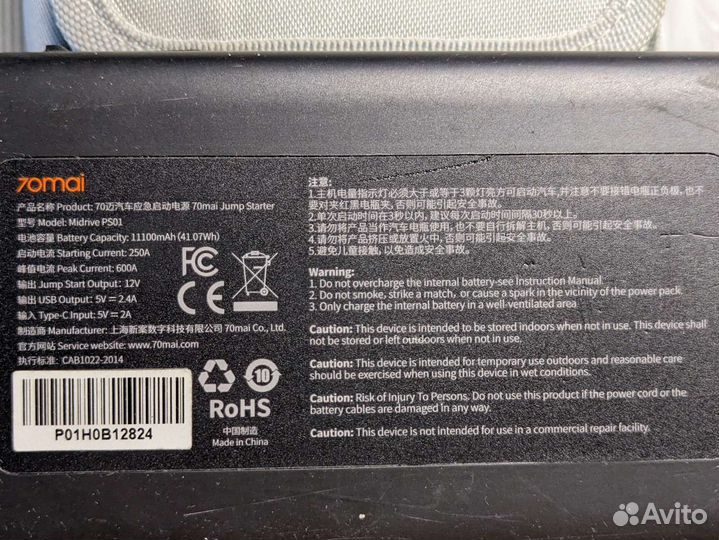 70mai
产品名称 Product: 70迈汽车应急启动电源 70mai Jump Starter
型号 Model: Midrive PS01
电池容量 Battery Capacity: 11100mAh (41.07Wh)
启动电流 Starting Current: 250A
峰值电流 Peak Current: 600A
输出 Jump Start Output: 12V
输出 USB Output: 5V⎓2.4A
输入 Type-C Input: 5V⎓2A
制造商 Manufacturer: 上海新案数字科技有限公司 70mai Co., Ltd.
官方网站 Service website: www.70mai.com
执行标准: CAB1022-2014
P01H0B12824
FC
CE
10
RoHS
中国制造
Made in China
注意:
1.主机电量指示灯必须大于或等于3颗灯亮方可启动汽车,并注意不要接错电瓶正负极,也不
要对夹红黑电瓶夹,否则可能引起安全事故。
2.单次启动时间在3秒以内,建议每次启动时间间隔30秒以上。
3.请勿将产品当作汽车电瓶使用,也不要自行拆解主机,否则可能引起安全事故。
4.请勿将产品挤压或放置火中,否则可能引起安全事故。
5.避免儿童接触,以免造成安全事故。
Warning:
1. Do not overcharge the internal battery-see Instruction Manual.
2. Do not smoke, strike a match, or cause a spark in the vicinity of the power pack.
3. Only charge the internal battery in a well-ventilated area
Caution: This device is intended to be stored indoors when not in use. This shall
not be stored or left outdoors when not in use.
Caution: This device is intended for temporary use outdoors and reasonable care
should be exercised when using this device in wet conditions.
Caution: Risk of Injury To Persons. Do not use this product if the power cord or the
battery cables are damaged in any way.
Caution: This device is not intended for use in a commercial repair facility.
Avito